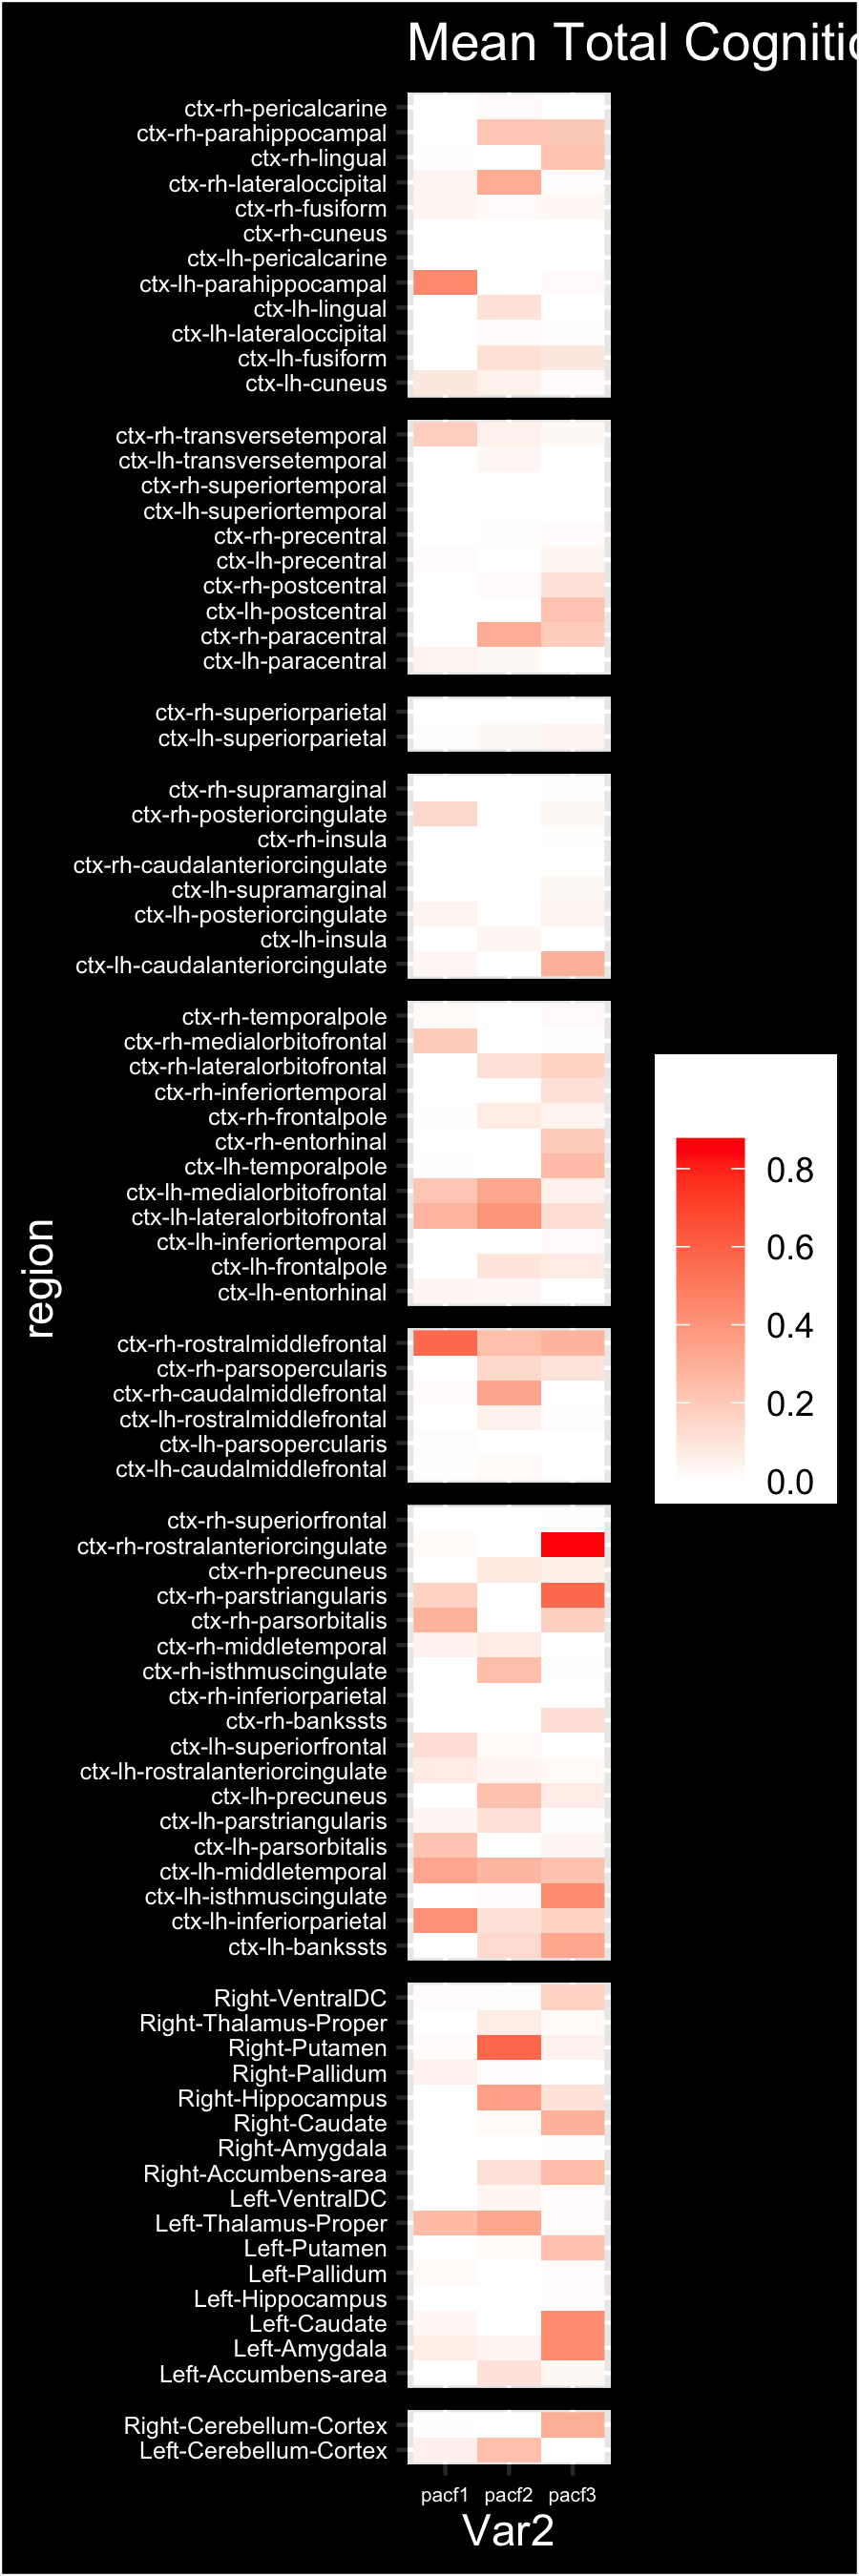 Mean Total Cognitio
ctx-rh-pericalcarine
ctx-rh-parahippocampal
ctx-rh-lingual
ctx-rh-lateraloccipital
ctx-rh-fusiform
ctx-rh-cuneus
ctx-lh-pericalcarine
ctx-lh-parahippocampal
ctx-lh-lingual
ctx-lh-lateraloccipital
ctx-lh-fusiform
ctx-lh-cuneus
ctx-rh-transversetemporal
ctx-lh-transversetemporal
ctx-rh-superiortemporal
ctx-lh-superiortemporal
ctx-rh-precentral
ctx-lh-precentral
ctx-rh-postcentral
ctx-lh-postcentral
ctx-rh-paracentral
ctx-lh-paracentral
ctx-rh-superiorparietal
ctx-lh-superiorparietal
ctx-rh-supramarginal
ctx-rh-posteriorcingulate
ctx-rh-insula
ctx-rh-caudalanteriorcingulate
ctx-lh-supramarginal
ctx-lh-posteriorcingulate
ctx-lh-insula
ctx-lh-caudalanteriorcingulate
ctx-rh-temporalpole
ctx-rh-medialorbitofrontal
ctx-rh-lateralorbitofrontal
ctx-rh-inferiortemporal
ctx-rh-frontalpole
ctx-rh-entorhinal
ctx-lh-temporalpole
ctx-lh-medialorbitofrontal
ctx-lh-lateralorbitofrontal
ctx-lh-inferiortemporal
ctx-lh-frontalpole
ctx-lh-entorhinal
ctx-rh-rostralmiddlefrontal
ctx-rh-parsopercularis
ctx-rh-caudalmiddlefrontal
ctx-lh-rostralmiddlefrontal
ctx-lh-parsopercularis
ctx-lh-caudalmiddlefrontal
ctx-rh-superiorfrontal
ctx-rh-rostralanteriorcingulate
ctx-rh-precuneus
ctx-rh-parstriangularis
ctx-rh-parsorbitalis
ctx-rh-middletemporal
ctx-rh-isthmuscingulate
ctx-rh-inferiorparietal
ctx-rh-bankssts
ctx-lh-superiorfrontal
ctx-lh-rostralanteriorcingulate
ctx-lh-precuneus
ctx-lh-parstriangularis
ctx-lh-parsorbitalis
ctx-lh-middletemporal
ctx-lh-isthmuscingulate
ctx-lh-inferiorparietal
ctx-lh-bankssts
Right-VentralDC
Right-Thalamus-Proper
Right-Putamen
Right-Pallidum
Right-Hippocampus
Right-Caudate
Right-Amygdala
Right-Accumbens-area
Left-VentralDC
Left-Thalamus-Proper
Left-Putamen
Left-Pallidum
Left-Hippocampus
Left-Caudate
Left-Amygdala
Left-Accumbens-area
Right-Cerebellum-Cortex
Left-Cerebellum-Cortex
region
pacf1 pacf2 pacf3
Var2
0.8
0.6
0.4
0.2
0.0